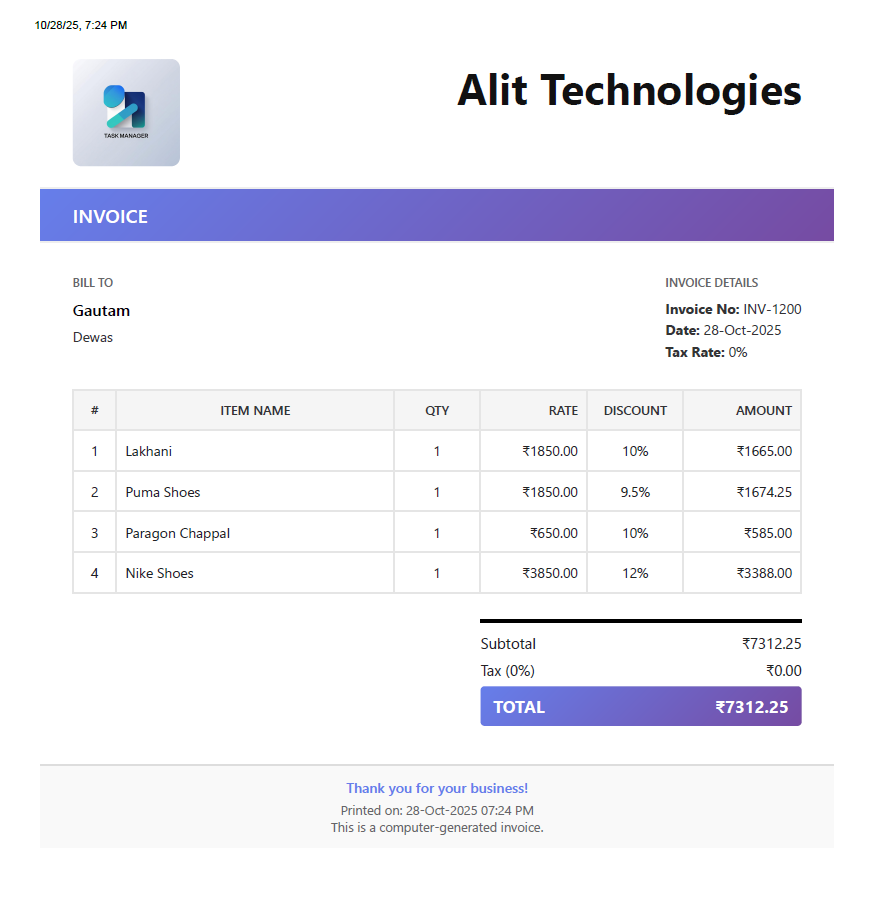 10/28/25, 7:24 PM
TASK MANAGER
Alit Technologies
INVOICE
BILL TO
Gautam
Dewas
INVOICE DETAILS
Invoice No: INV-1200
Date: 28-Oct-2025
Tax Rate: 0%
# ITEM NAME QTY RATE DISCOUNT AMOUNT
1 Lakhani 1 ₹1850.00 10% ₹1665.00
2 Puma Shoes 1 ₹1850.00 9.5% ₹1674.25
3 Paragon Chappal 1 ₹650.00 10% ₹585.00
4 Nike Shoes 1 ₹3850.00 12% ₹3388.00
Subtotal ₹7312.25
Tax (0%) ₹0.00
TOTAL ₹7312.25
Thank you for your business!
Printed on: 28-Oct-2025 07:24 PM
This is a computer-generated invoice.